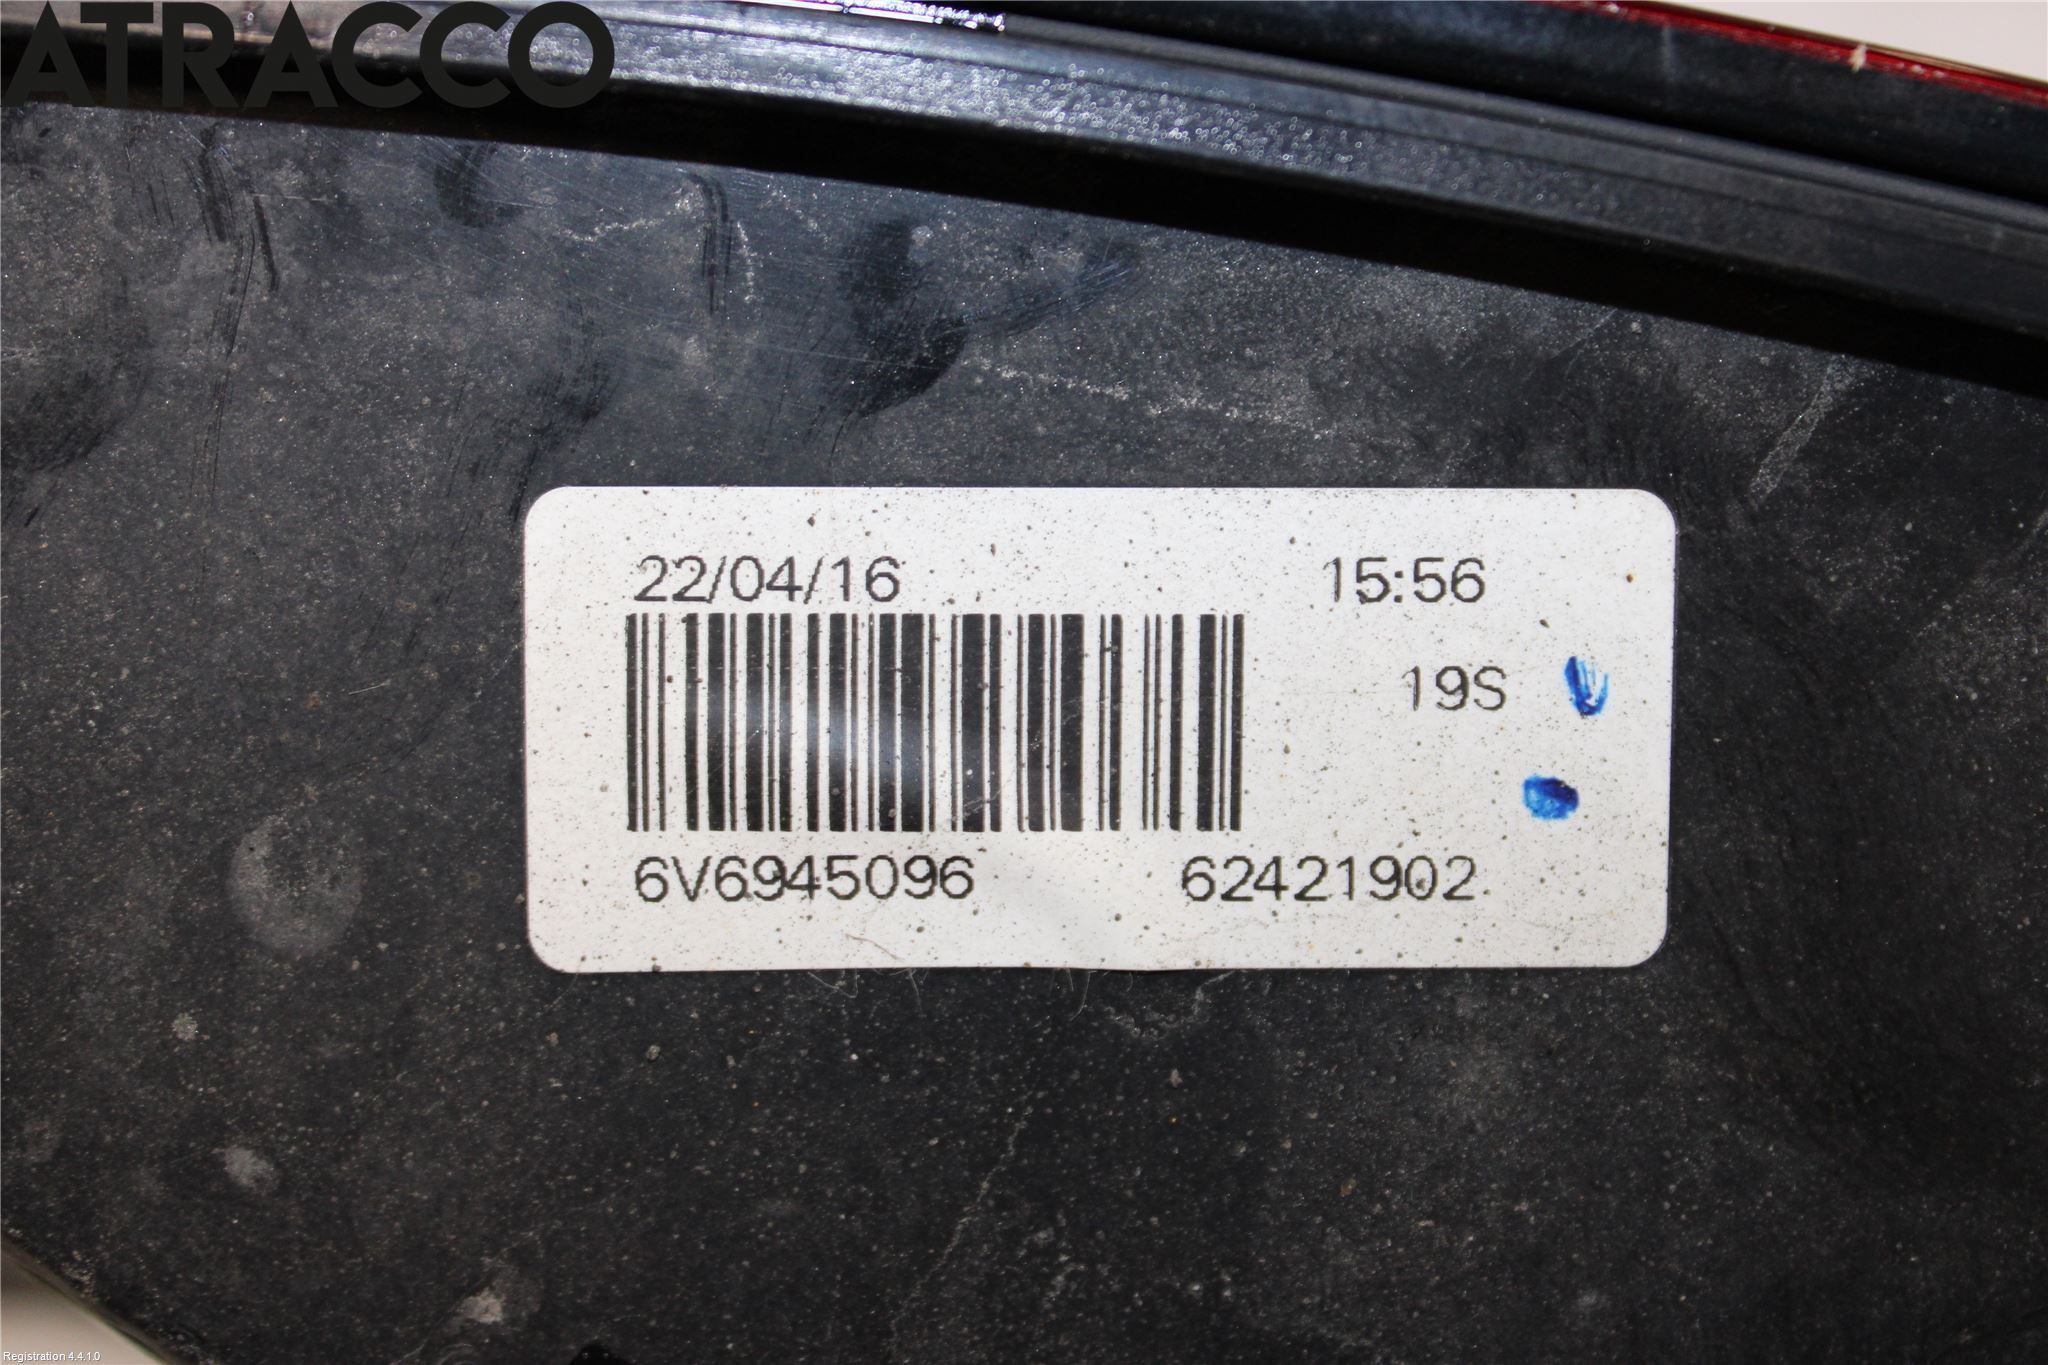 ATRACCO
22/04/16 15:56
19S
6V6945096 62421902
Registration 4.4.1.0